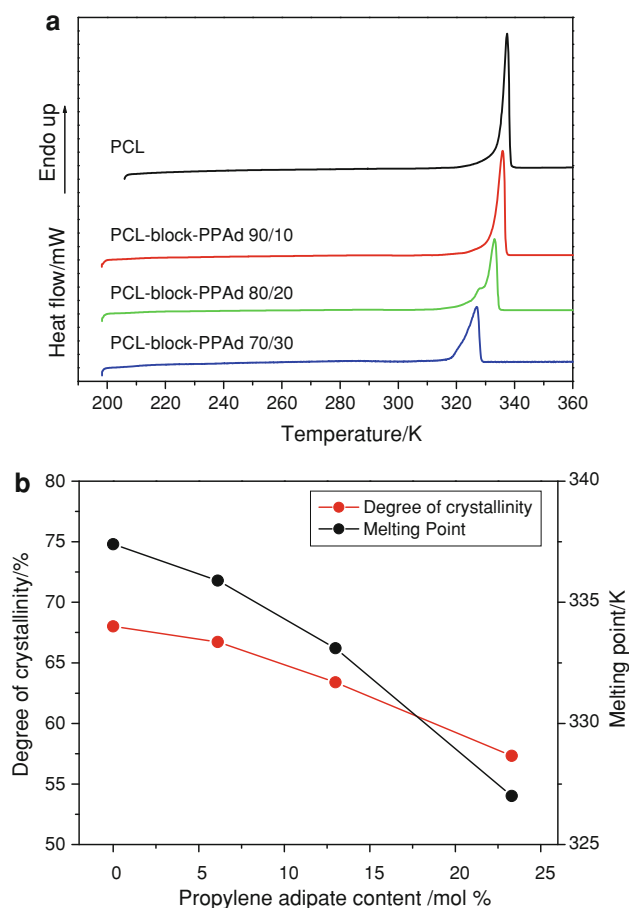 a
Endo up
Heat flow/mW
PCL
PCL-block-PPAd 90/10
PCL-block-PPAd 80/20
PCL-block-PPAd 70/30
200 220 240 260 280 300 320 340 360
Temperature/K
b
80
75
70
65
60
55
50
Degree of crystallinity/%
Degree of crystallinity
Melting Point
340
335
330
325
Melting point/K
0 5 10 15 20 25
Propylene adipate content /mol %